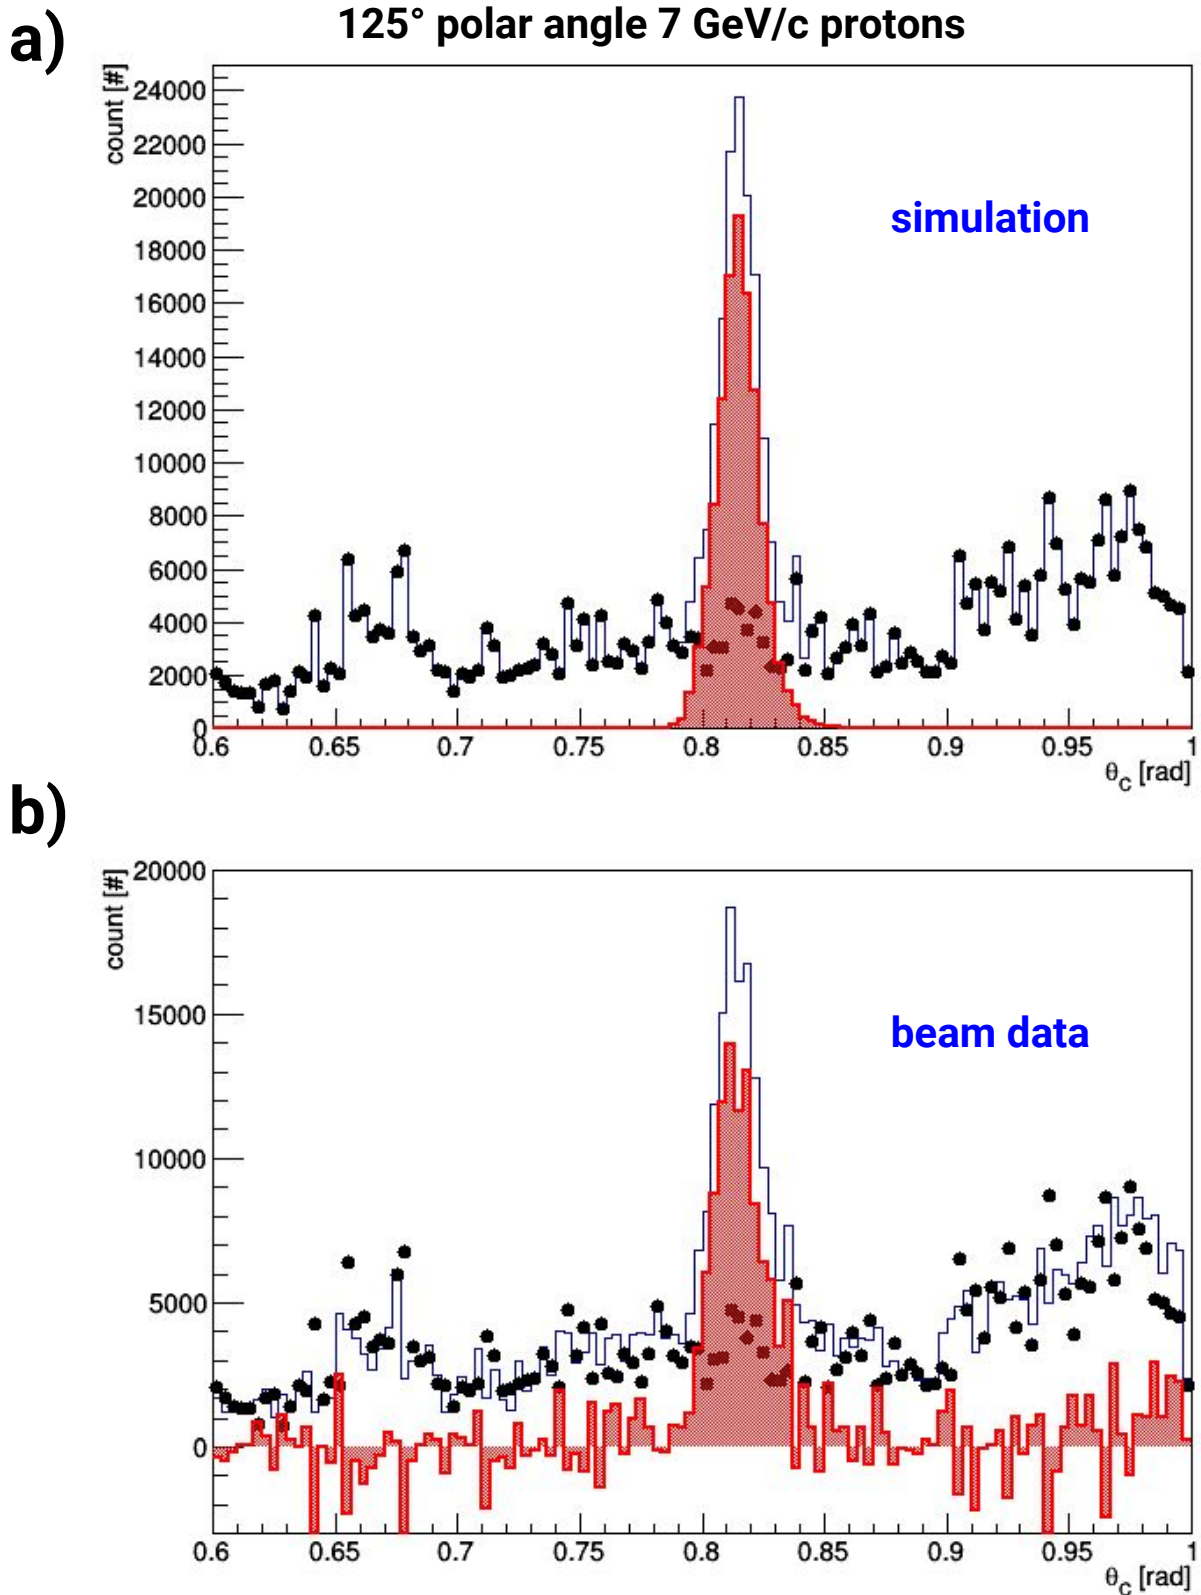 a)
125° polar angle 7 GeV/c protons
count [#]
24000
22000
20000
18000
16000
14000
12000
10000
8000
6000
4000
2000
0
simulation
0.6 0.65 0.7 0.75 0.8 0.85 0.9 0.95 1
θc [rad]
b)
count [#]
20000
15000
10000
5000
0
beam data
0.6 0.65 0.7 0.75 0.8 0.85 0.9 0.95 1
θc [rad]